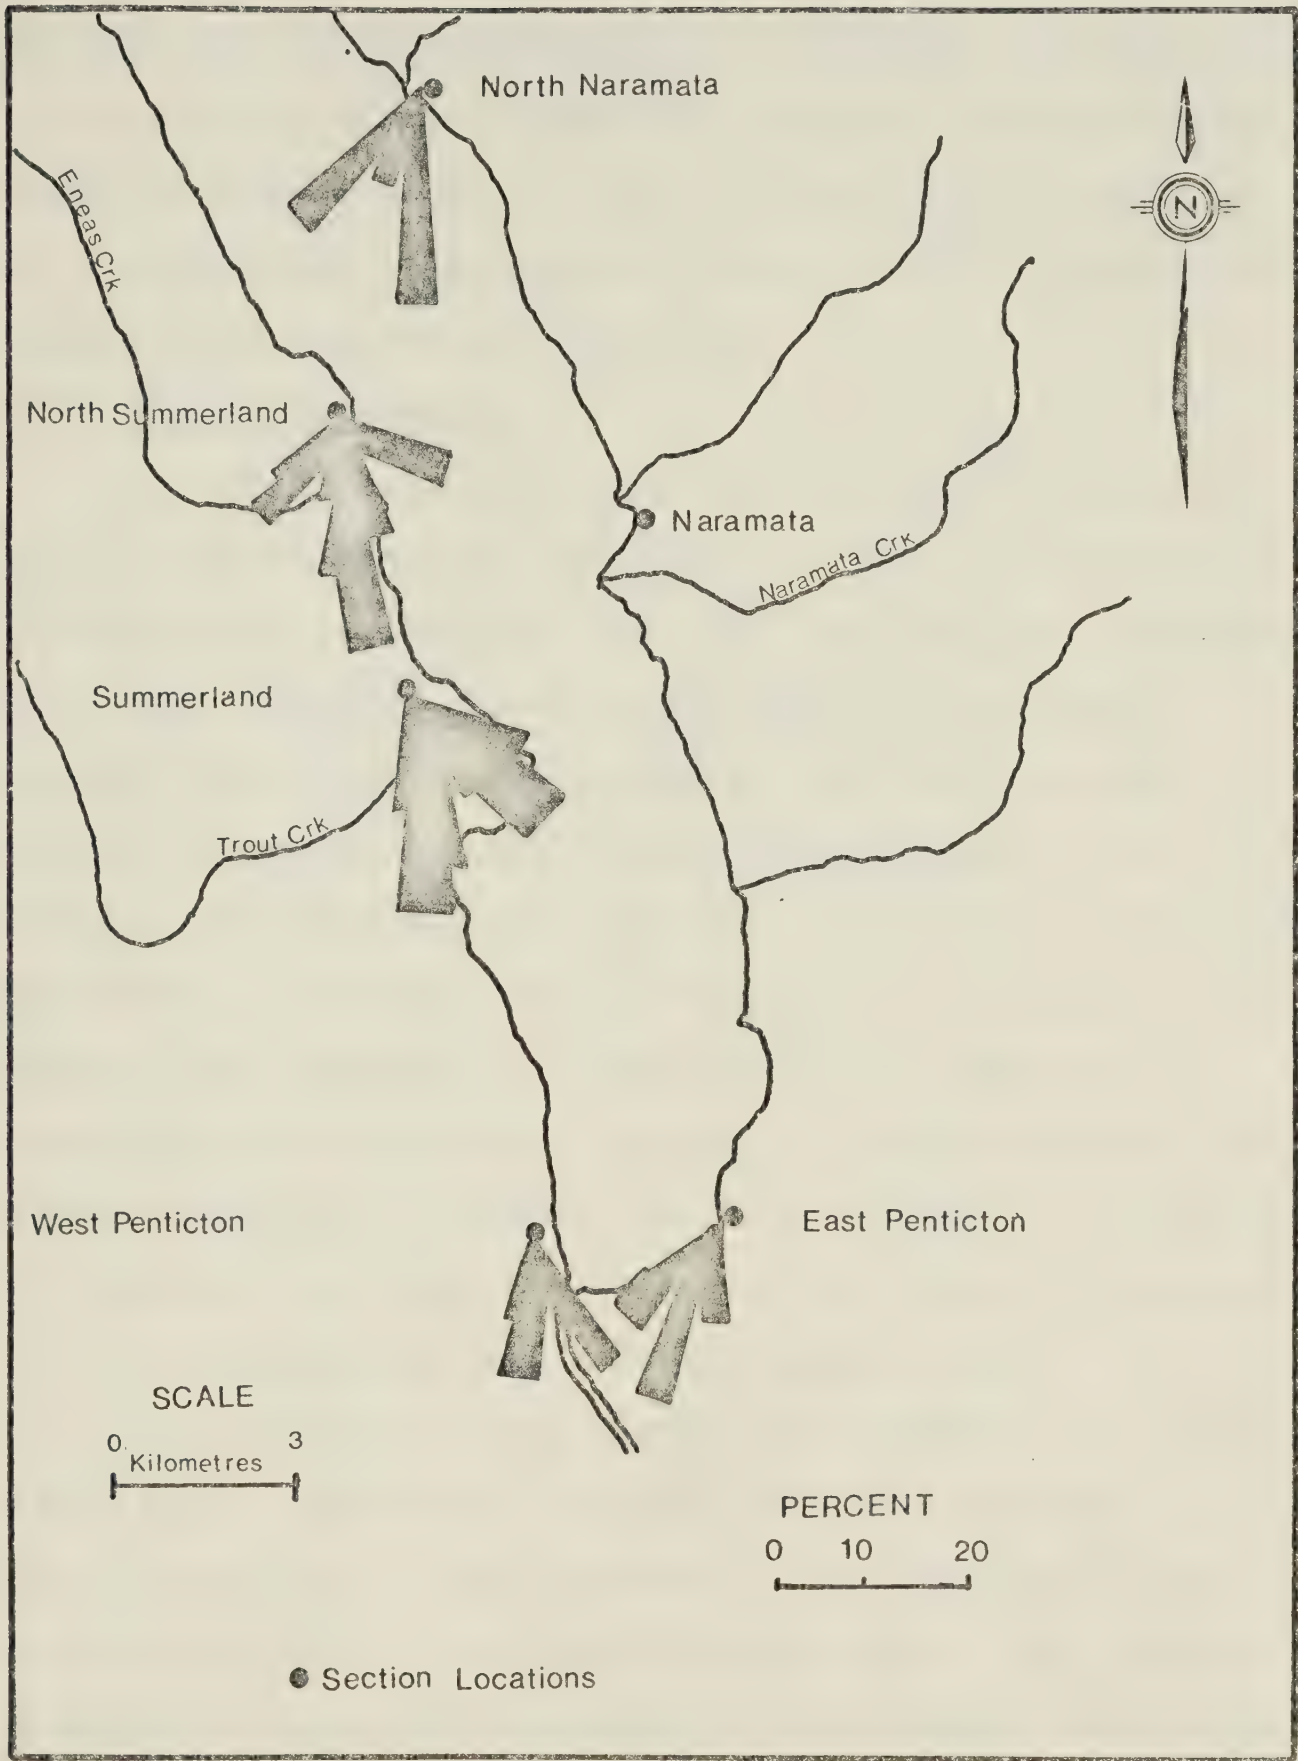 North Naramata
N
Eneas Crk
North Summerland
Naramata
Naramata Crk
Summerland
Trout Crk
West Penticton
East Penticton
SCALE
0 3
Kilometres
PERCENT
0 10 20
Section Locations